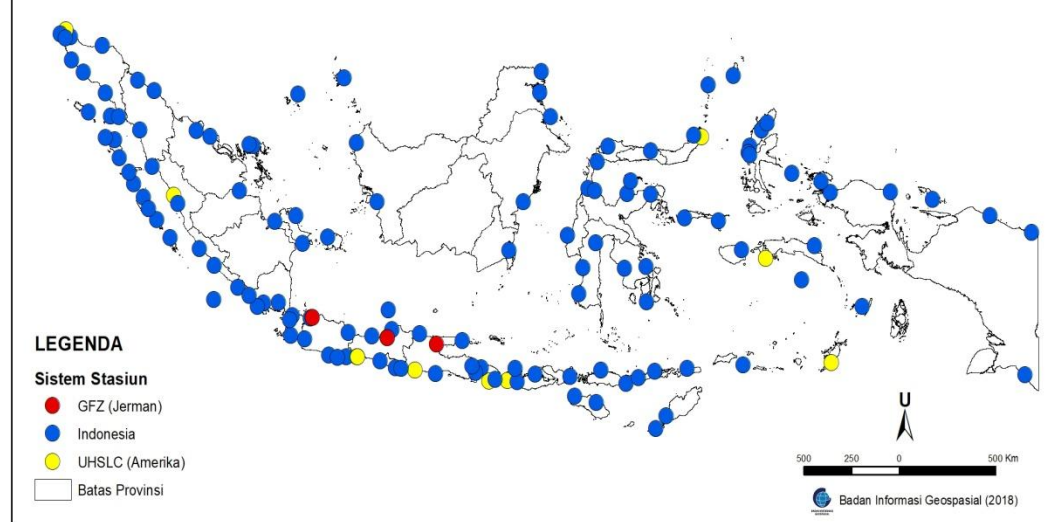 LEGENDA
Sistem Stasiun
GFZ (Jerman)
Indonesia
UHSLC (Amerika)
Batas Provinsi
U
500 250 0 500 Km
Badan Informasi Geospasial (2018)